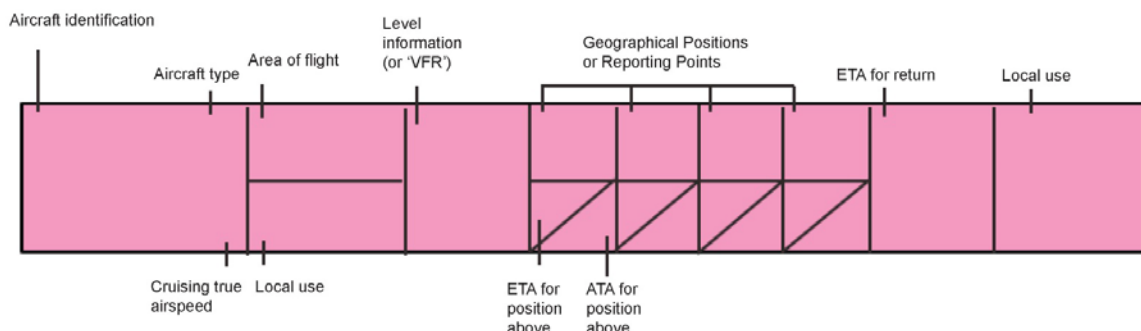 Aircraft identification
Aircraft type
Area of flight
Level
information
(or ‘VFR’)
Geographical Positions
or Reporting Points
ETA for return
Local use
Cruising true
airspeed
Local use
ETA for
position
above
ATA for
position
above